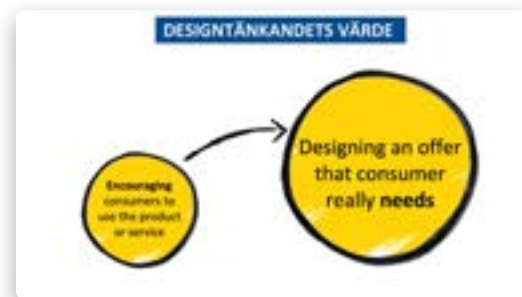 DESIGNTÄNKANDETS VÄRDE
Encouraging
consumers to
use the product
or service
Designing an offer
that consumer
really needs